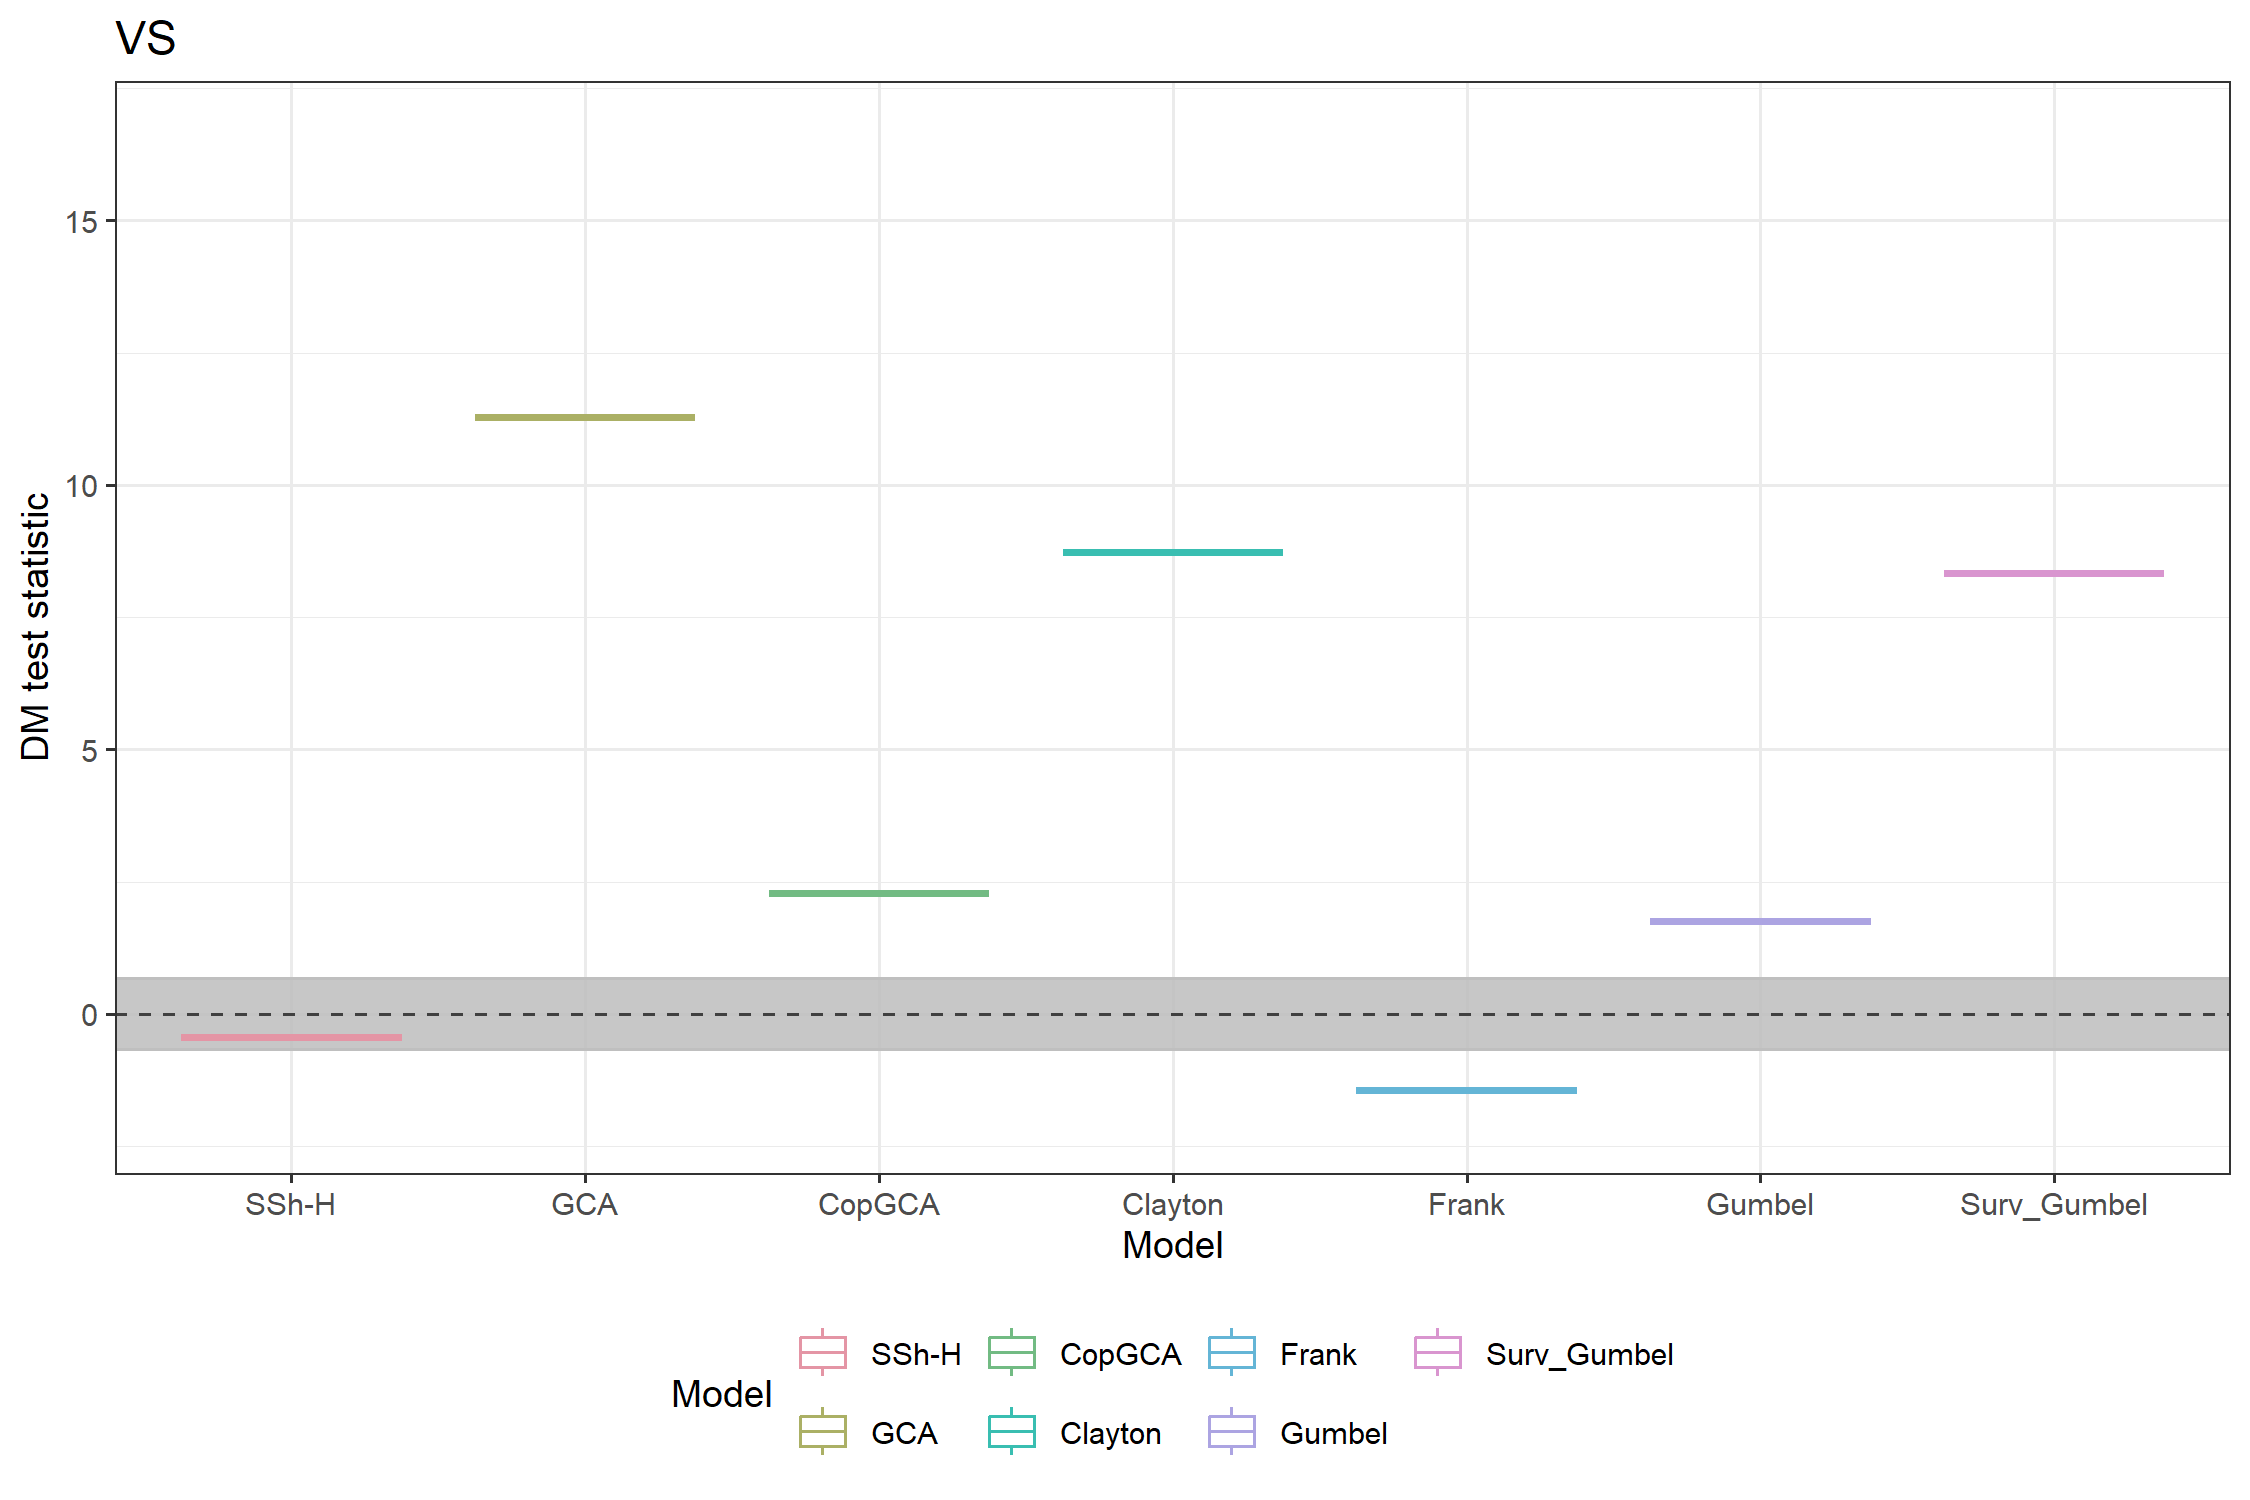 VS
DM test statistic
15
10
5
0
SSh-H GCA CopGCA Clayton Frank Gumbel Surv_Gumbel
Model
Model
SSh-H CopGCA Frank Surv_Gumbel
GCA Clayton Gumbel